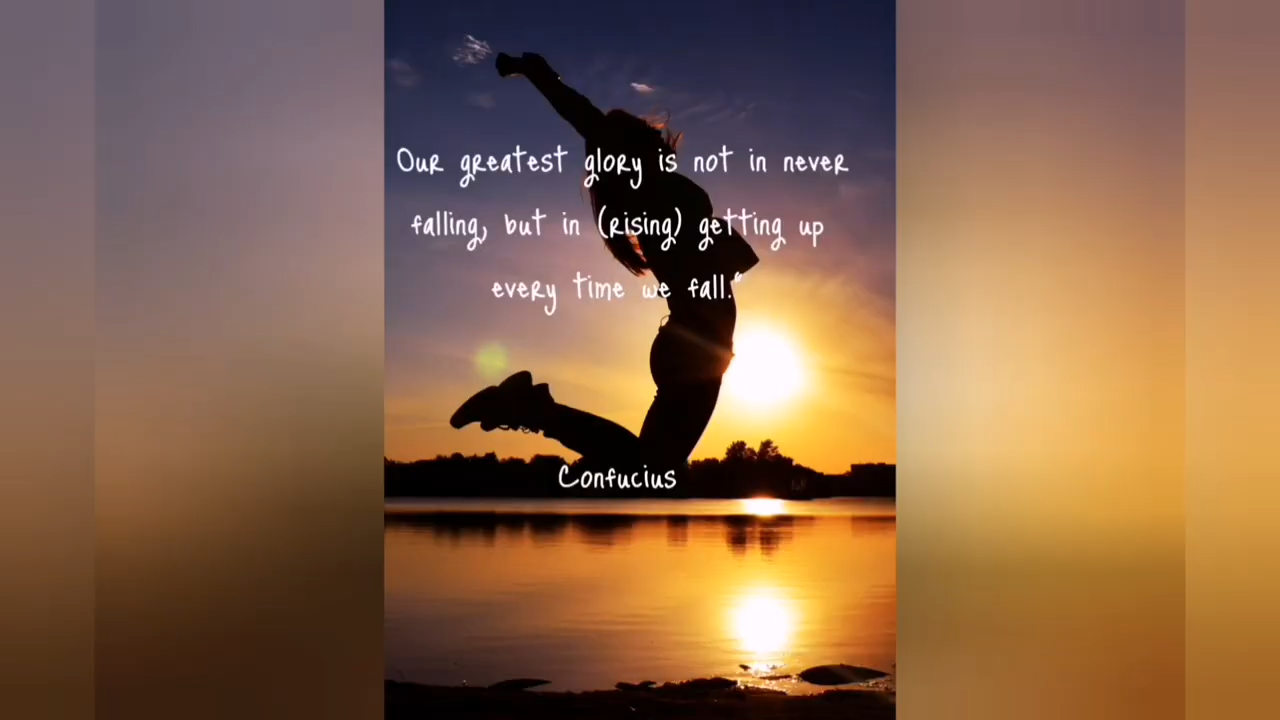 Our greatest glory is not in never
falling, but in (rising) getting up
every time we fall.“
Confucius